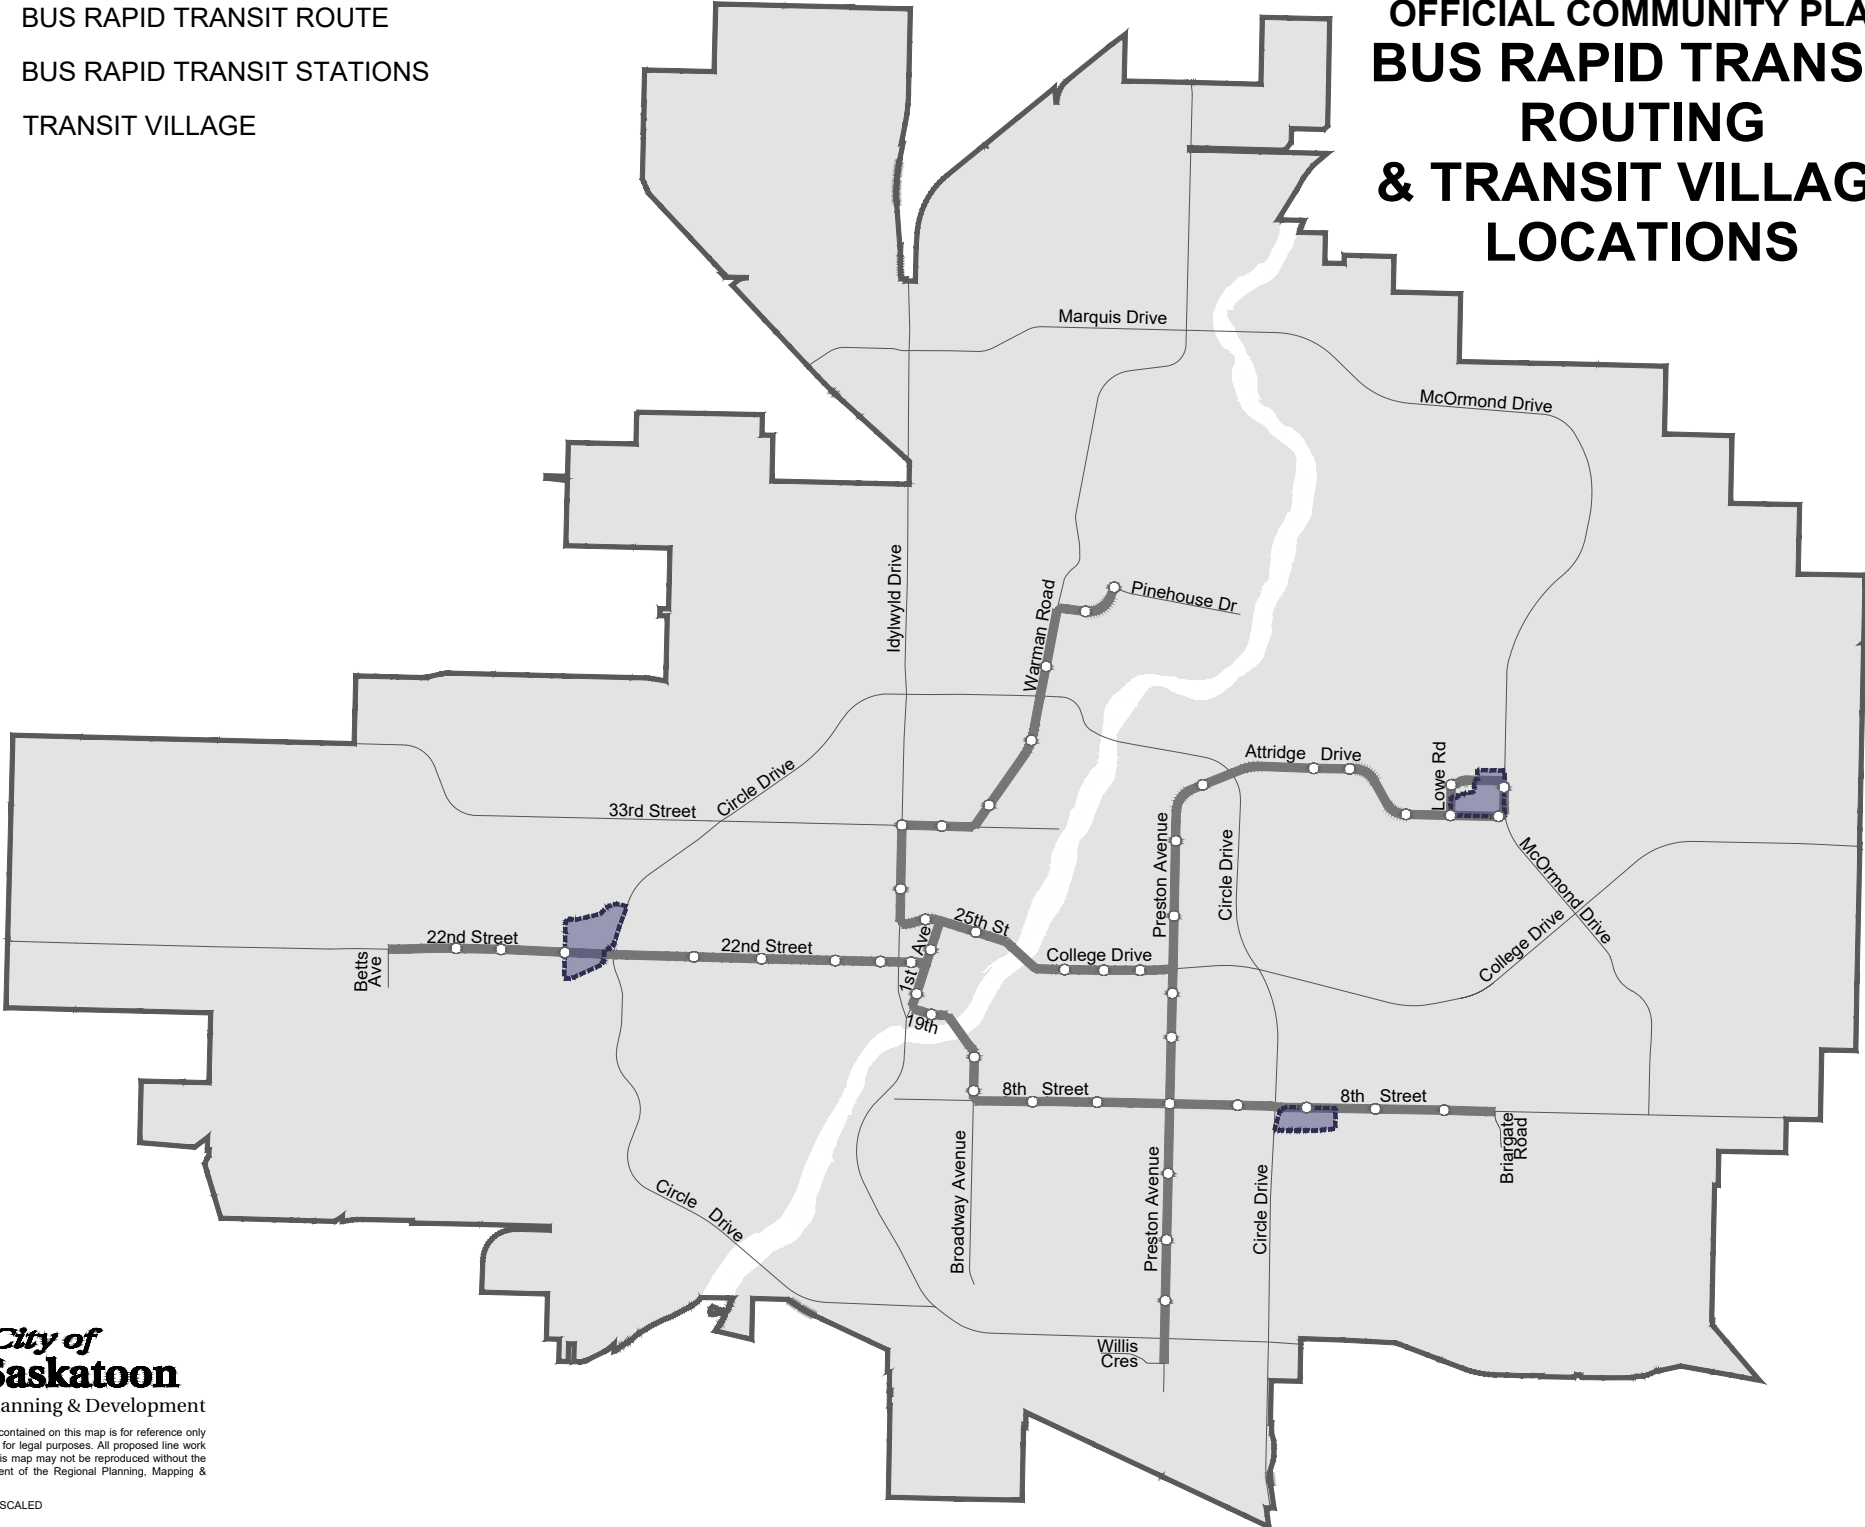 BUS RAPID TRANSIT ROUTE
BUS RAPID TRANSIT STATIONS
TRANSIT VILLAGE
OFFICIAL COMMUNITY PLA
BUS RAPID TRANS
ROUTING
& TRANSIT VILLAG
LOCATIONS
Marquis Drive
McOrmond Drive
Idylwyld Drive
Warman Road
Pinehouse Dr
Attridge Drive
Lowe Rd
Circle Drive
33rd Street
Preston Avenue
Circle Drive
McOrmond Drive
College Drive
22nd Street
Betts
Ave
22nd Street
1st Ave
25th St
College Drive
19th
8th Street
8th Street
Briargate
Road
Broadway Avenue
Preston Avenue
Circle Drive
Circle Drive
Willis
Cres
City of
Saskatoon
anning & Development
contained on this map is for reference only
for legal purposes. All proposed line work
is map may not be reproduced without the
ent of the Regional Planning, Mapping &
SCALED